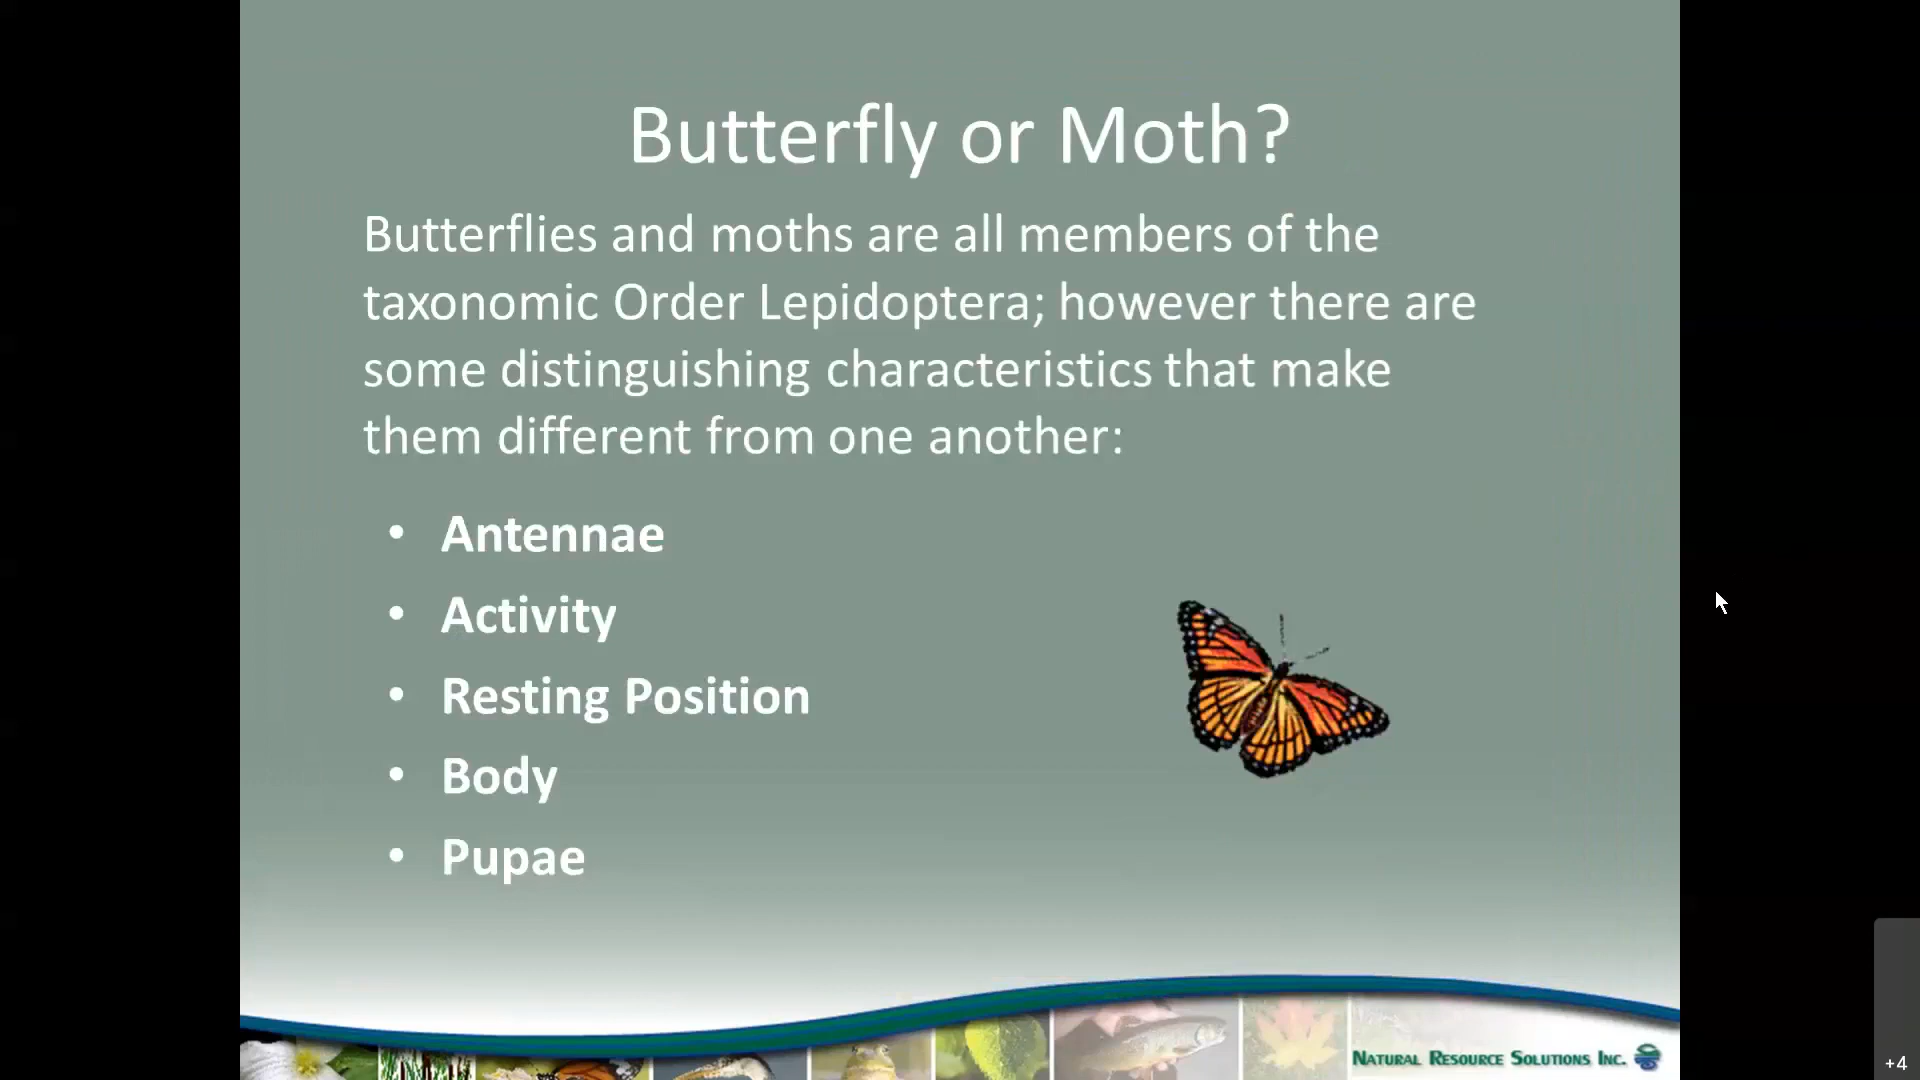 Butterfly or Moth?
Butterflies and moths are all members of the
taxonomic Order Lepidoptera; however there are
some distinguishing characteristics that make
them different from one another:
• Antennae
• Activity
• Resting Position
• Body
• Pupae
Natural Resource Solutions Inc.
+4